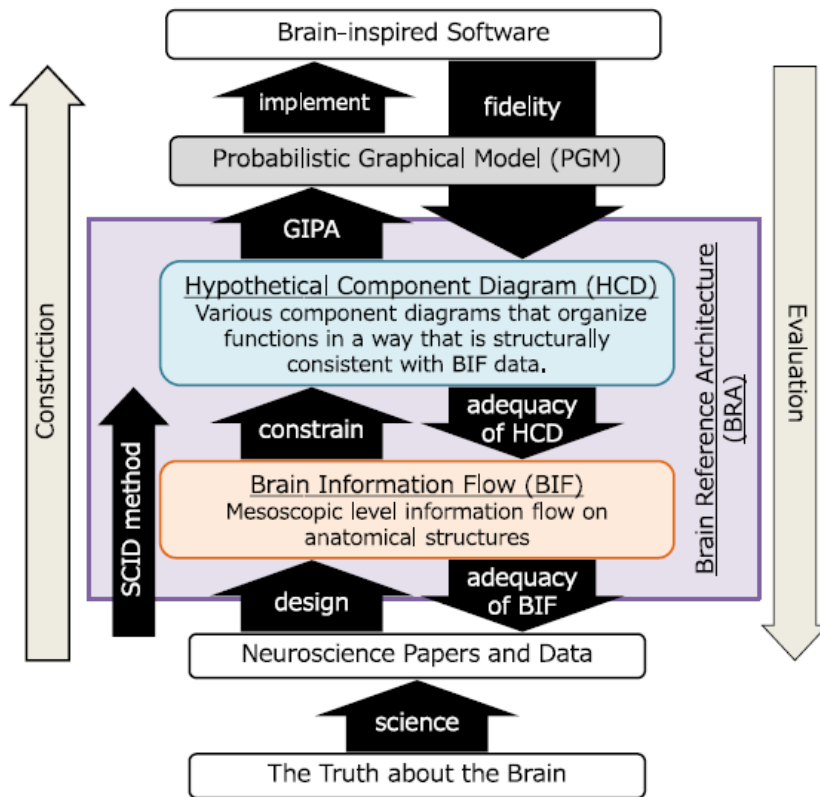 Brain-inspired Software
implement
fidelity
Probabilistic Graphical Model (PGM)
GIPA
Hypothetical Component Diagram (HCD)
Various component diagrams that organize
functions in a way that is structurally
consistent with BIF data.
constrain
adequacy
of HCD
Brain Information Flow (BIF)
Mesoscopic level information flow on
anatomical structures
design
adequacy
of BIF
Neuroscience Papers and Data
science
The Truth about the Brain
Constriction
SCID method
Brain Reference Architecture
(BRA)
Evaluation